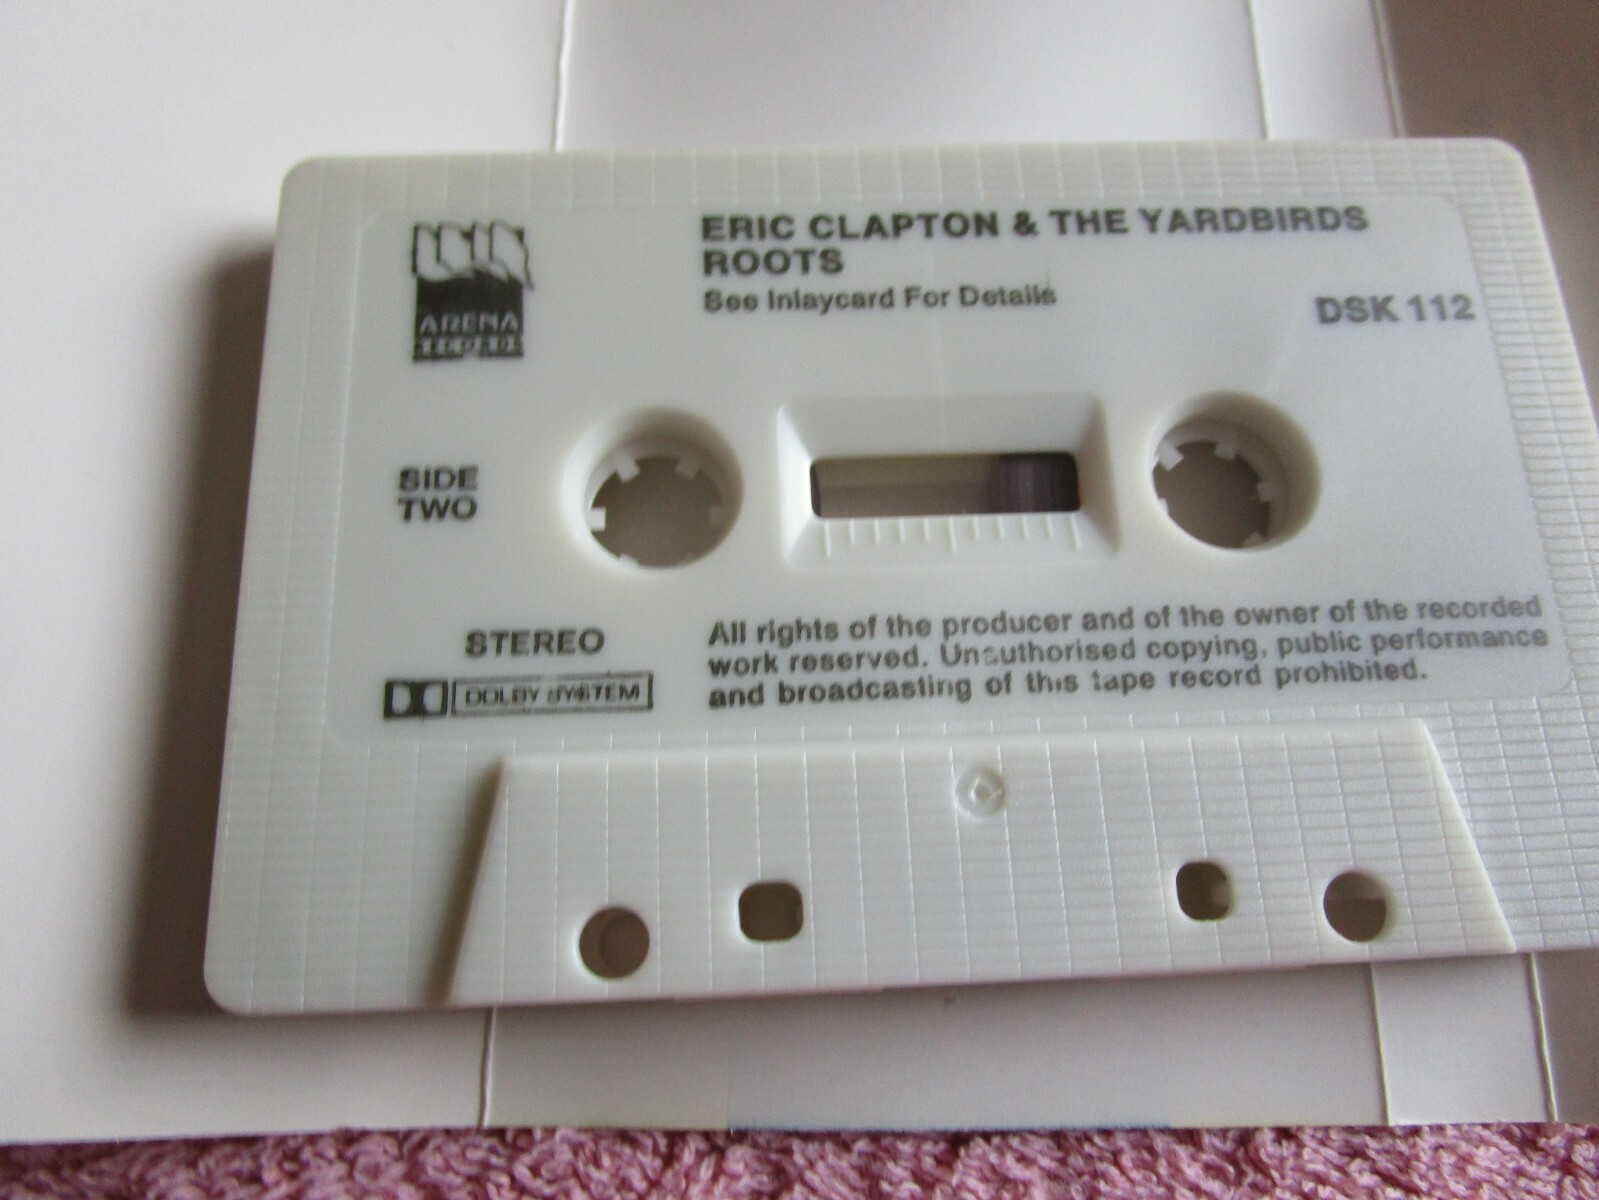 ERIC CLAPTON & THE YARDBIRDS
ROOTS
See Inlaycard For Details
DSK 112
ARENA
RECORDS
SIDE
TWO
STEREO
DOLBY SYSTEM
All rights of the producer and of the owner of the recorded
work reserved. Unauthorised copying, public performance
and broadcasting of this tape record prohibited.